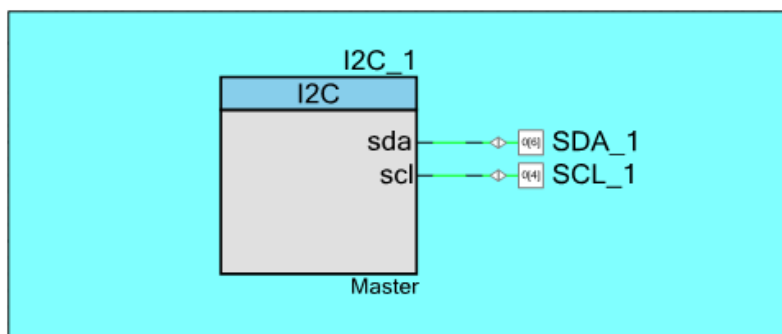 I2C_1
I2C
sda 0[6] SDA_1
scl 0[4] SCL_1
Master